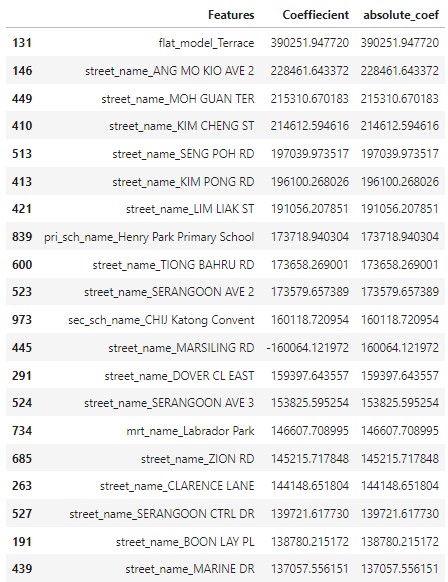 Features Coeffiecient absolute_coef
131 flat_model_Terrace 390251.947720 390251.947720
146 street_name_ANG MO KIO AVE 2 228461.643372 228461.643372
449 street_name_MOH GUAN TER 215310.670183 215310.670183
410 street_name_KIM CHENG ST 214612.594616 214612.594616
513 street_name_SENG POH RD 197039.973517 197039.973517
413 street_name_KIM PONG RD 196100.268026 196100.268026
421 street_name_LIM LIAK ST 191056.207851 191056.207851
839 pri_sch_name_Henry Park Primary School 173718.940304 173718.940304
600 street_name_TIONG BAHRU RD 173658.269001 173658.269001
523 street_name_SERANGOON AVE 2 173579.657389 173579.657389
973 sec_sch_name_CHIJ Katong Convent 160118.720954 160118.720954
445 street_name_MARSILING RD -160064.121972 160064.121972
291 street_name_DOVER CL EAST 159397.643557 159397.643557
524 street_name_SERANGOON AVE 3 153825.595254 153825.595254
734 mrt_name_Labrador Park 146607.708995 146607.708995
685 street_name_ZION RD 145215.717848 145215.717848
263 street_name_CLARENCE LANE 144148.651804 144148.651804
527 street_name_SERANGOON CTRL DR 139721.617730 139721.617730
191 street_name_BOON LAY PL 138780.215172 138780.215172
439 street_name_MARINE DR 137057.556151 137057.556151